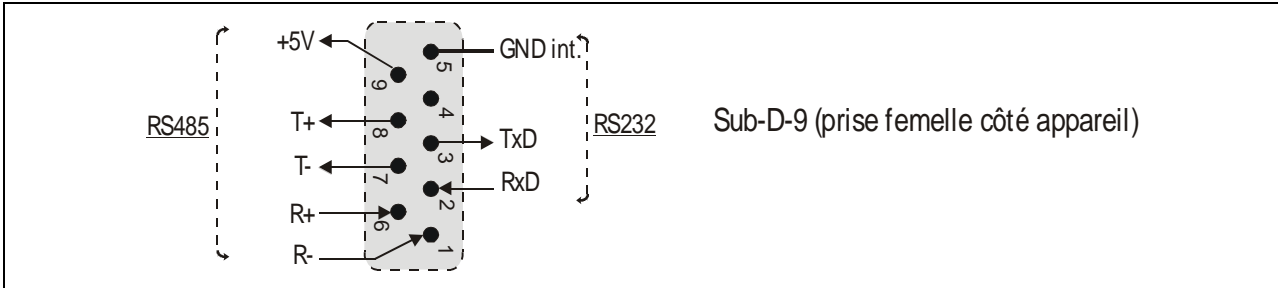 +5V
GND int.
5
9
4
RS485
T+
8
3
TxD
RS232
Sub-D-9 (prise femelle côté appareil)
T-
7
2
RxD
R+
6
1
R-